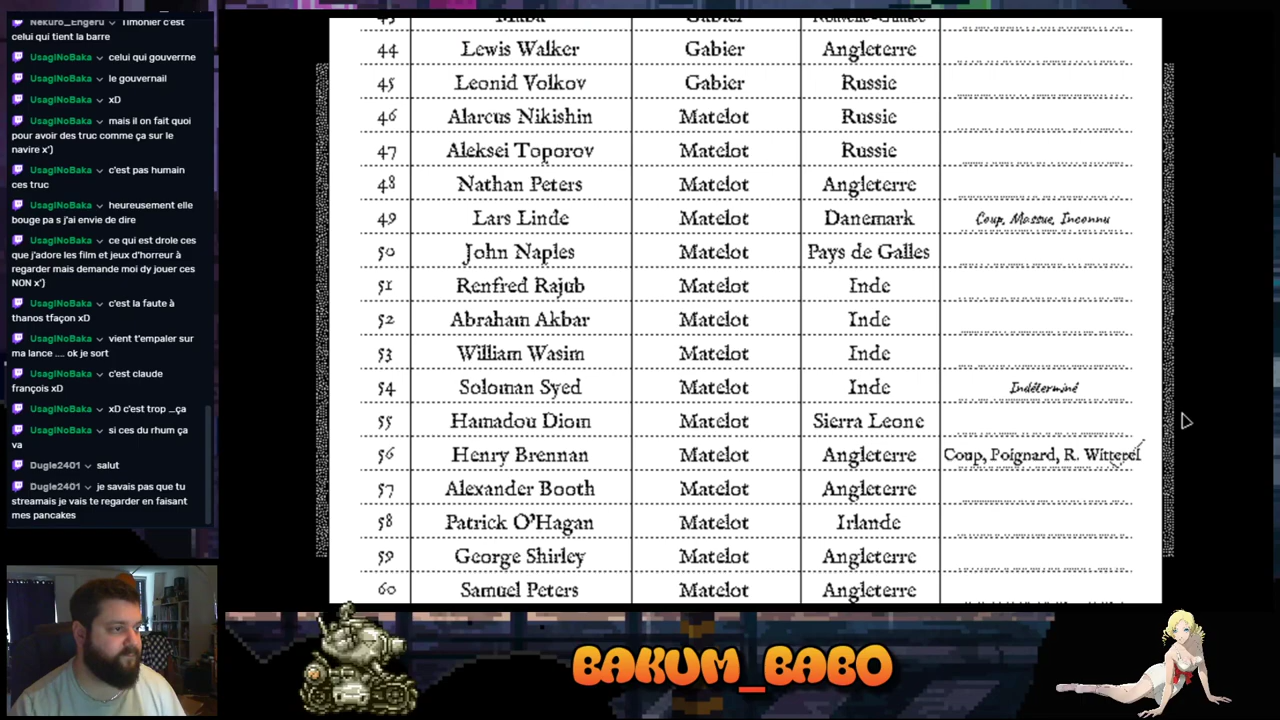 Nekuro_Engeru Timonier c'est
celui qui tient la barre
UsagiNoBaka celui qui gouverrne
UsagiNoBaka le gouvernail
UsagiNoBaka xD
UsagiNoBaka mais il on fait quoi
pour avoir des truc comme ça sur le
navire x')
UsagiNoBaka c'est pas humain
ces truc
UsagiNoBaka heureusement elle
bouge pa s j'ai envie de dire
UsagiNoBaka ce qui est drole ces
que j'adore les film et jeux d'horreur à
regarder mais demande moi dy jouer ces
NON x')
UsagiNoBaka c'est la faute à
thanos tfaçon xD
UsagiNoBaka vient t'empaler sur
ma lance .... ok je sort
UsagiNoBaka c'est claude
françois xD
UsagiNoBaka xD c'est trop _ça
UsagiNoBaka si ces du rhum ça
va
Dugle2401 salut
Dugle2401 je savais pas que tu
streamais je vais te regarder en faisant
mes pancakes
43 Maba Gabier Nouvelle-Guinée
44 Lewis Walker Gabier Angleterre
45 Leonid Volkov Gabier Russie
46 Alarcus Nikishin Matelot Russie
47 Aleksei Toporov Matelot Russie
48 Nathan Peters Matelot Angleterre
49 Lars Linde Matelot Danemark Coup, Massue, Inconnu
50 John Naples Matelot Pays de Galles
51 Renfred Rajub Matelot Inde
52 Abraham Akbar Matelot Inde
53 William Wasim Matelot Inde
54 Soloman Syed Matelot Inde Indéterminé
55 Hamadou Diom Matelot Sierra Leone
56 Henry Brennan Matelot Angleterre Coup, Poignard, R. Witterel
57 Alexander Booth Matelot Angleterre
58 Patrick O'Hagan Matelot Irlande
59 George Shirley Matelot Angleterre
60 Samuel Peters Matelot Angleterre
BAKUM_BABO